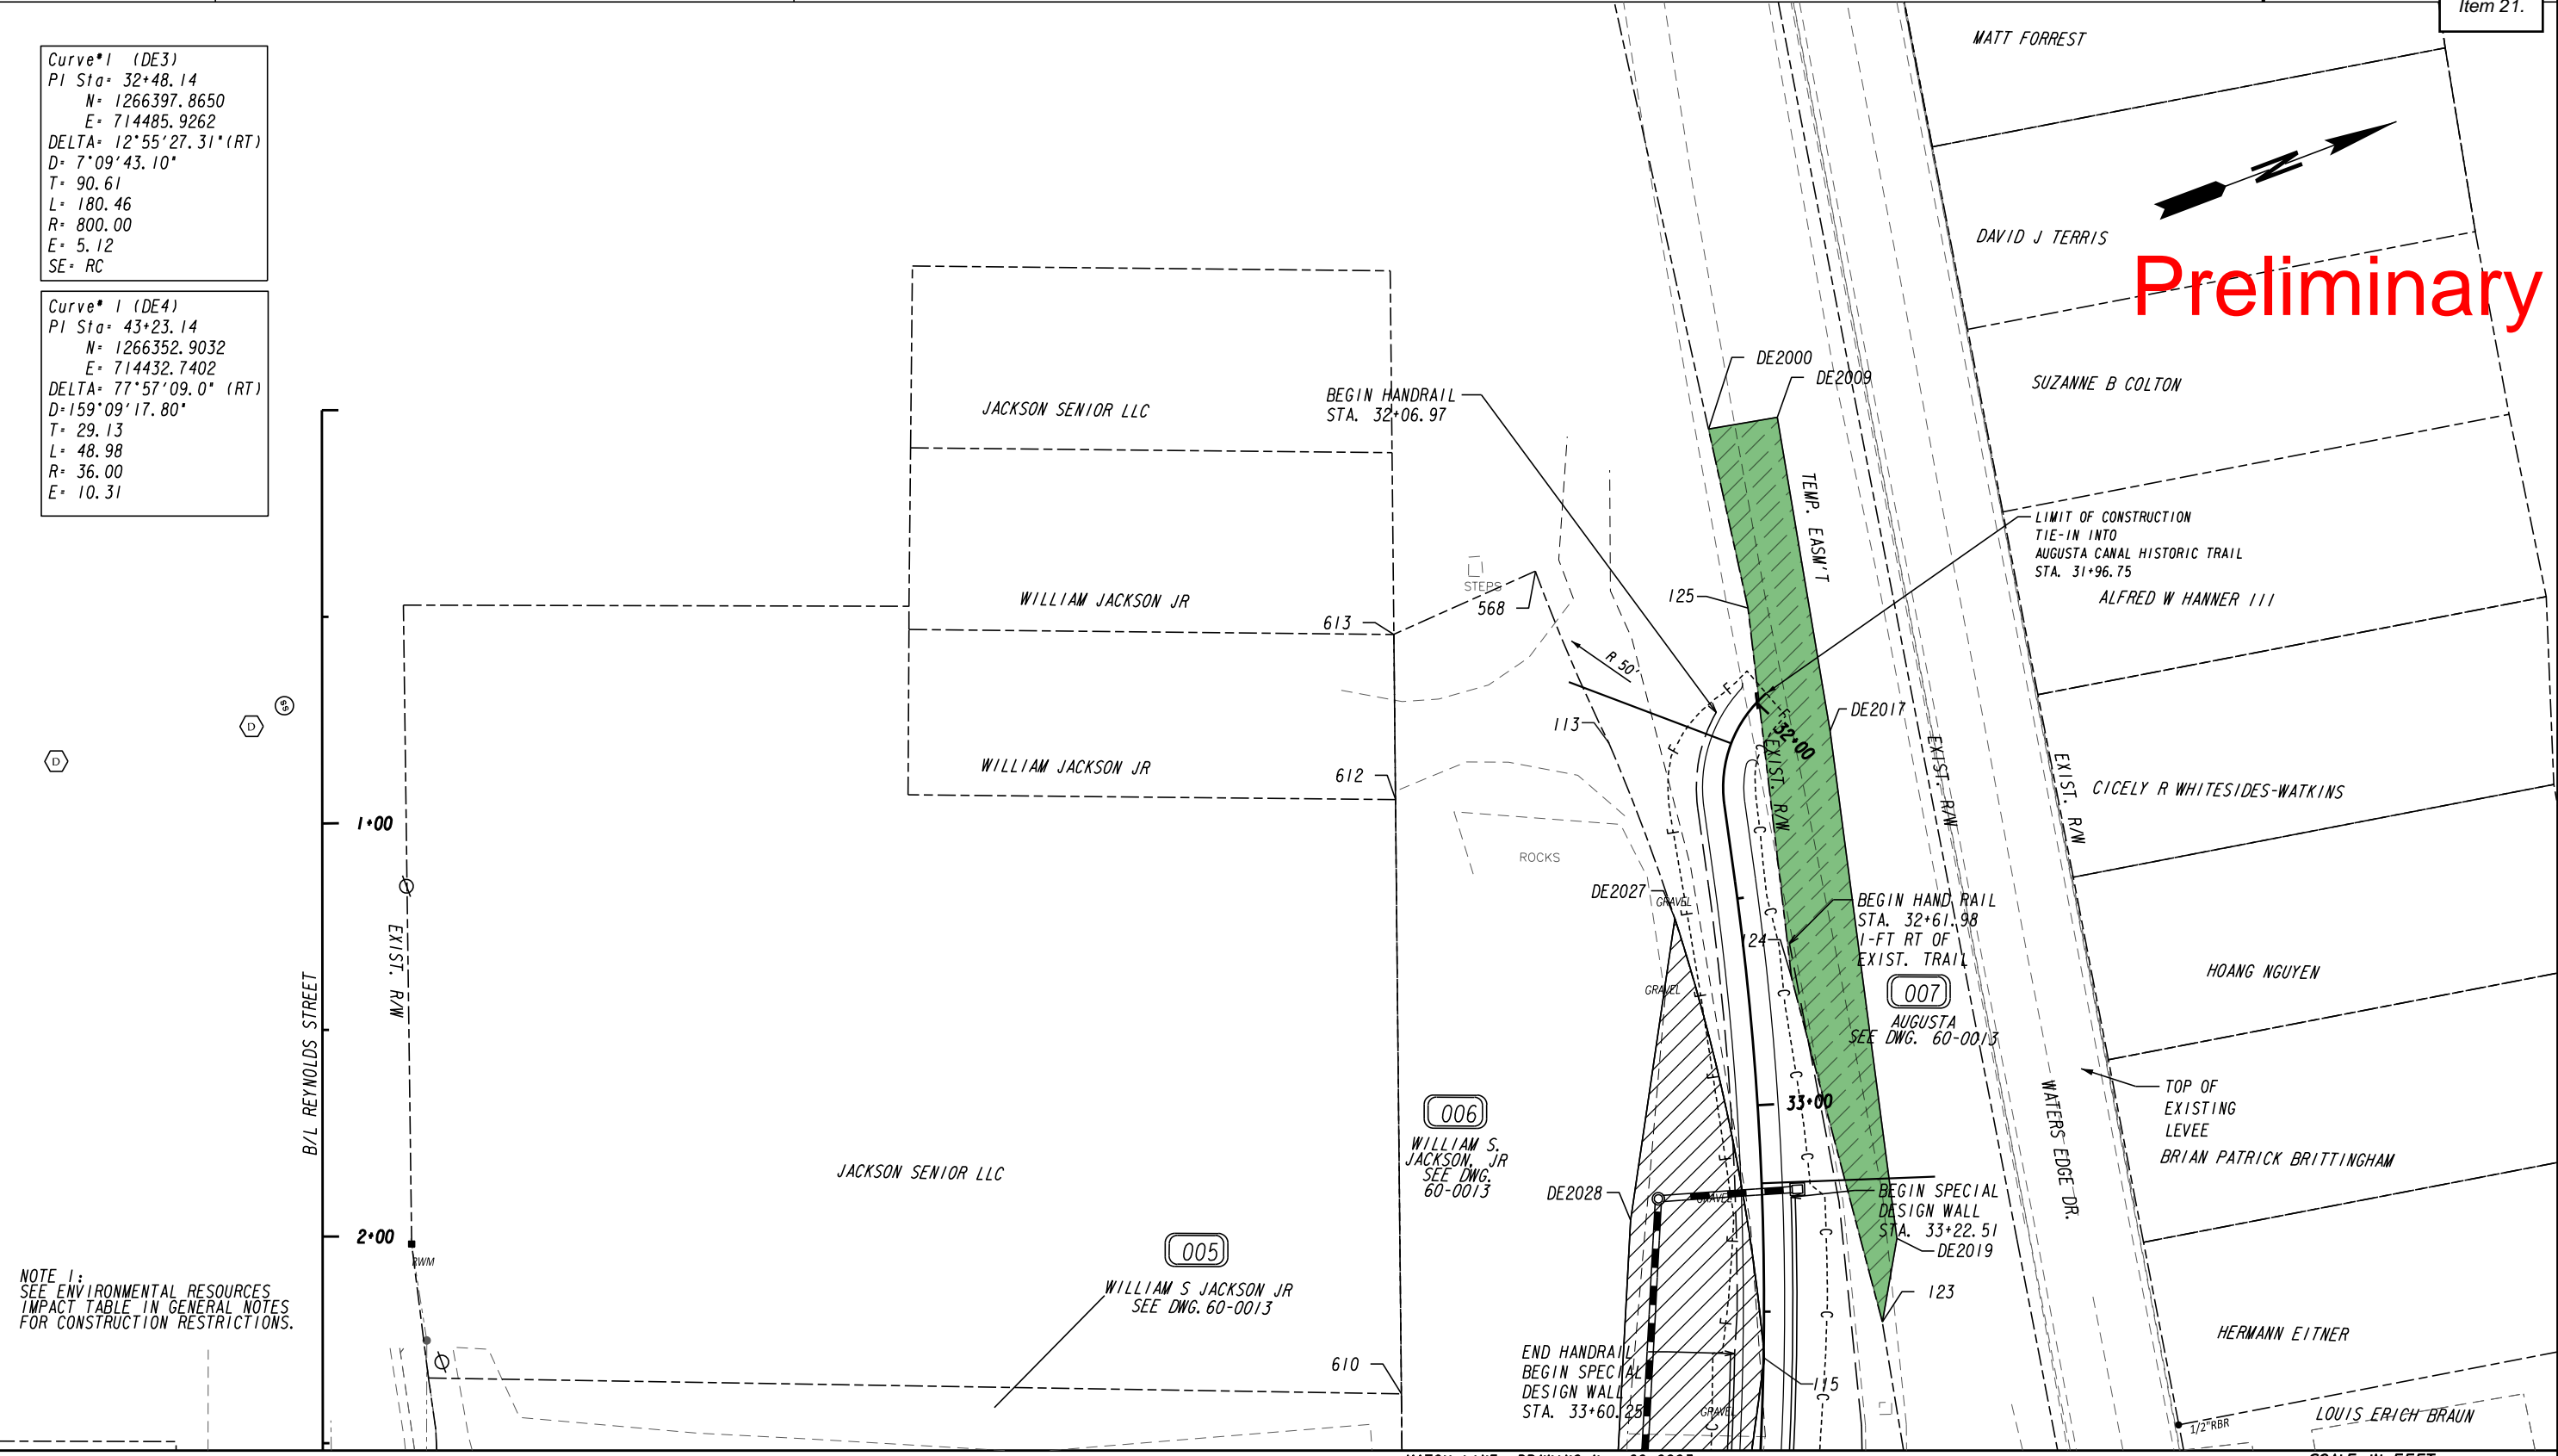 Item 21.
Curve#1 (DE3)
PI Sta= 32+48.14
N= 1266397.8650
E= 714485.9262
DELTA= 12°55'27.31"(RT)
D= 7°09'43.10"
T= 90.61
L= 180.46
R= 800.00
E= 5.12
SE= RC
Curve# 1 (DE4)
PI Sta= 43+23.14
N= 1266352.9032
E= 714432.7402
DELTA= 77°57'09.0" (RT)
D=159°09'17.80"
T= 29.13
L= 48.98
R= 36.00
E= 10.31
MATT FORREST
N
DAVID J TERRIS
Preliminary
SUZANNE B COLTON
DE2000
DE2009
BEGIN HANDRAIL
STA. 32+06.97
JACKSON SENIOR LLC
TEMP. EASM'T
LIMIT OF CONSTRUCTION
TIE-IN INTO
AUGUSTA CANAL HISTORIC TRAIL
STA. 31+96.75
ALFRED W HANNER III
WILLIAM JACKSON JR
STEPS
568
125
613
R 50'
113
DE2017
32+00
EXIST. R/W
EXIST. R/W
EXIST. R/W
SS
D
D
WILLIAM JACKSON JR
612
CICELY R WHITESIDES-WATKINS
1+00
ROCKS
DE2027
GRAVEL
BEGIN HAND RAIL
STA. 32+61.98
1-FT RT OF
EXIST. TRAIL
124
EXIST. R/W
B/L REYNOLDS STREET
HOANG NGUYEN
GRAVEL
007
AUGUSTA
SEE DWG. 60-0013
TOP OF
EXISTING
LEVEE
WATERS EDGE DR.
33+00
006
WILLIAM S.
JACKSON, JR
SEE DWG.
60-0013
BRIAN PATRICK BRITTINGHAM
JACKSON SENIOR LLC
DE2028
GRAVEL
BEGIN SPECIAL
DESIGN WALL
STA. 33+22.51
DE2019
2+00
RWM
005
WILLIAM S JACKSON JR
SEE DWG. 60-0013
NOTE 1:
SEE ENVIRONMENTAL RESOURCES
IMPACT TABLE IN GENERAL NOTES
FOR CONSTRUCTION RESTRICTIONS.
123
HERMANN EITNER
610
END HANDRAIL
BEGIN SPECIAL
DESIGN WALL
STA. 33+60.25
115
GRAVEL
1/2"RBR
LOUIS ERICH BRAUN